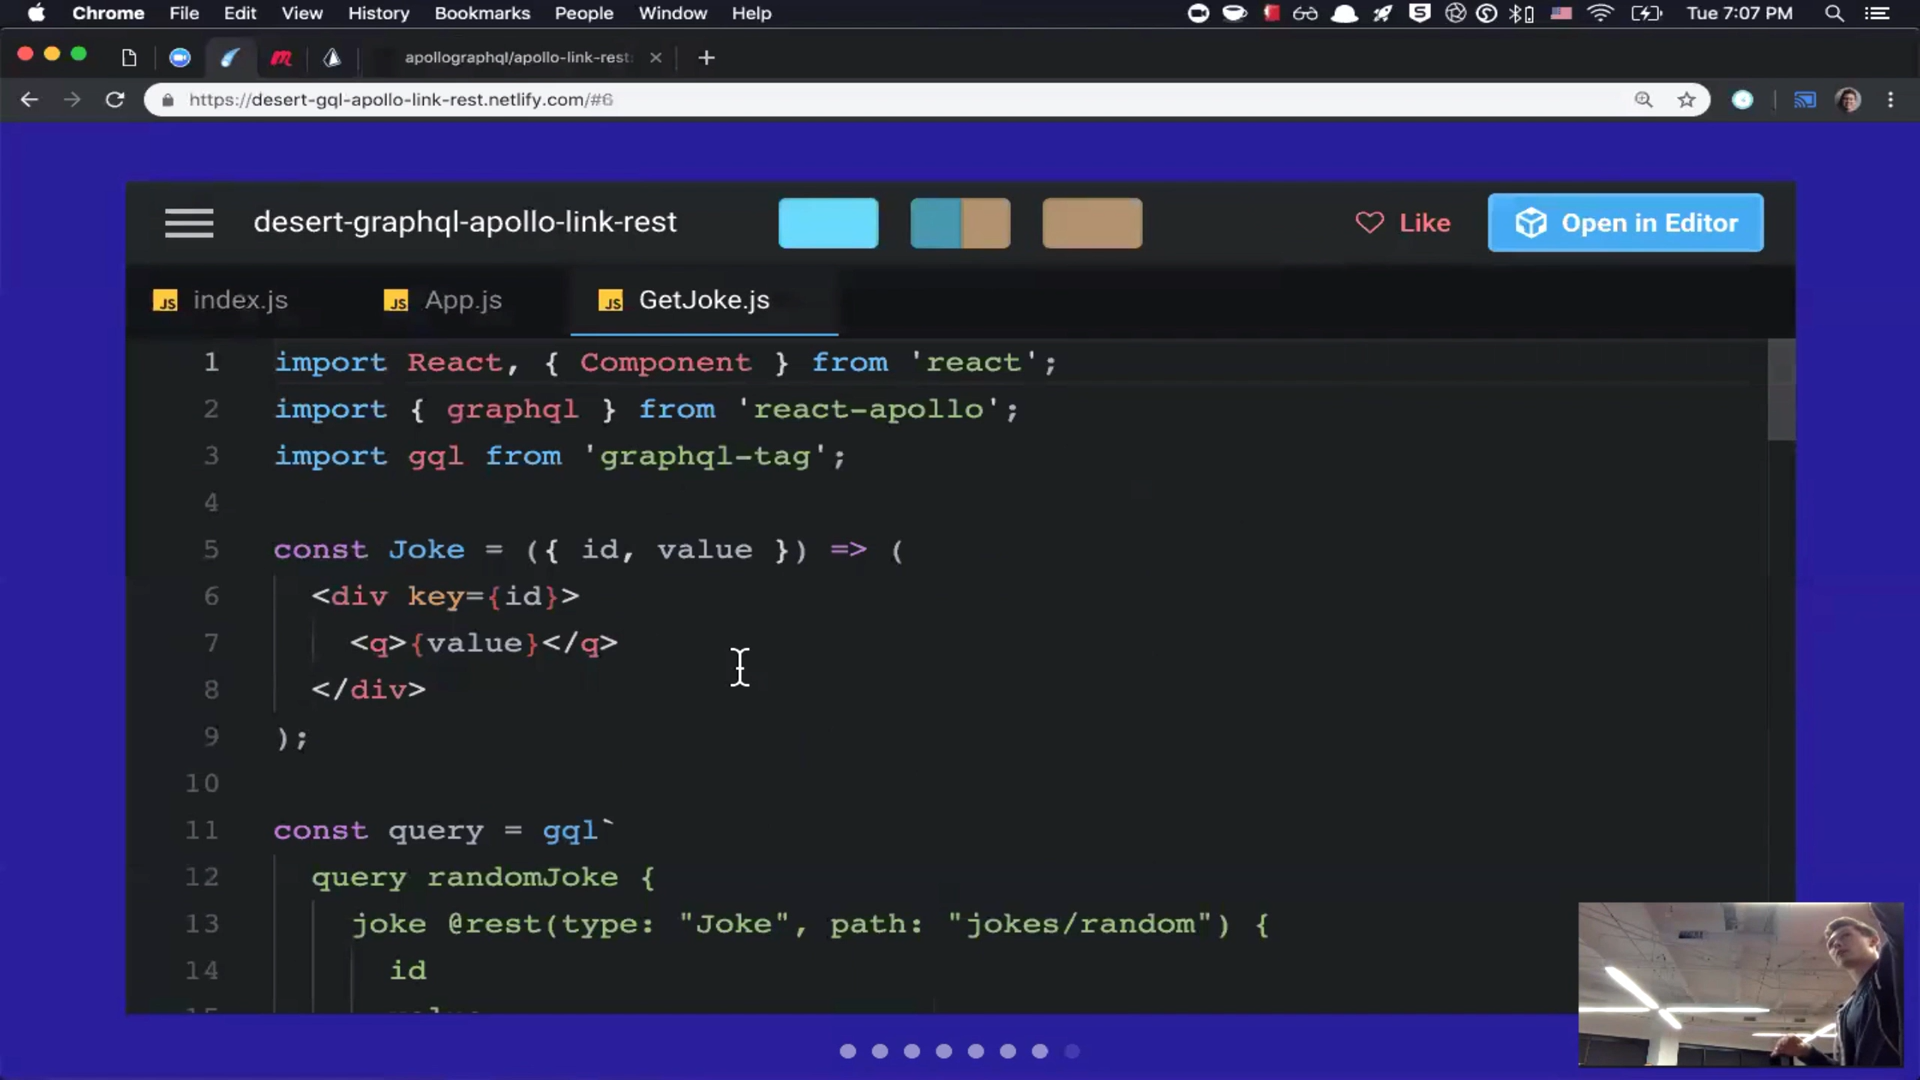 Chrome File Edit View History Bookmarks People Window Help Tue 7:07 PM
apollographql/apollo-link-rest:
https://desert-gql-apollo-link-rest.netlify.com/#6
desert-graphql-apollo-link-rest Like Open in Editor
JS index.js JS App.js JS GetJoke.js
1 import React, { Component } from 'react';
2 import { graphql } from 'react-apollo';
3 import gql from 'graphql-tag';
4
5 const Joke = ({ id, value }) => (
6 <div key={id}>
7 <q>{value}</q>
8 </div>
9 );
10
11 const query = gql`
12 query randomJoke {
13 joke @rest(type: "Joke", path: "jokes/random") {
14 id